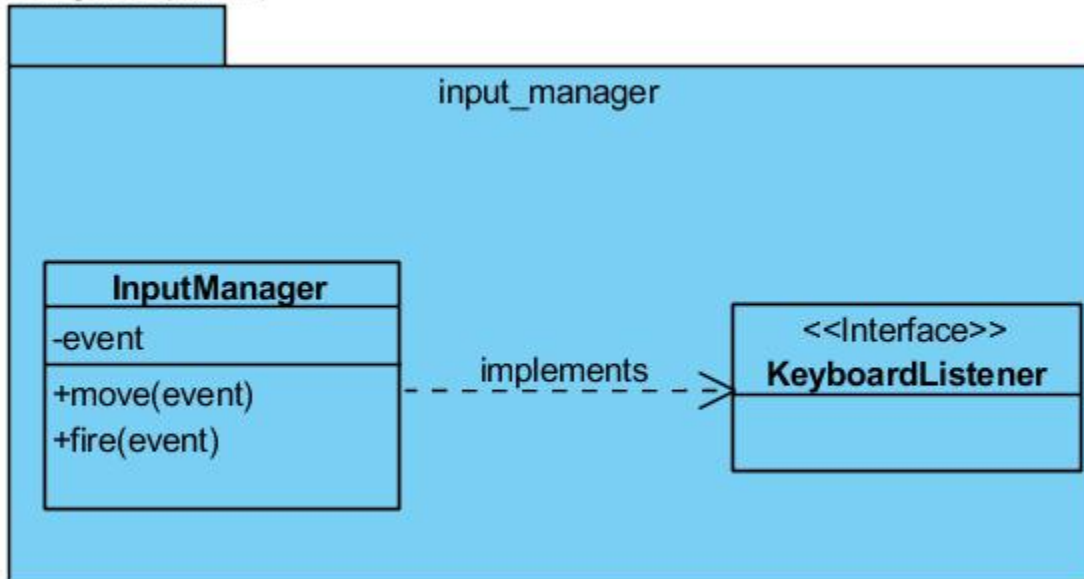 input_manager
InputManager
-event
+move(event)
+fire(event)
implements
<<Interface>>
KeyboardListener